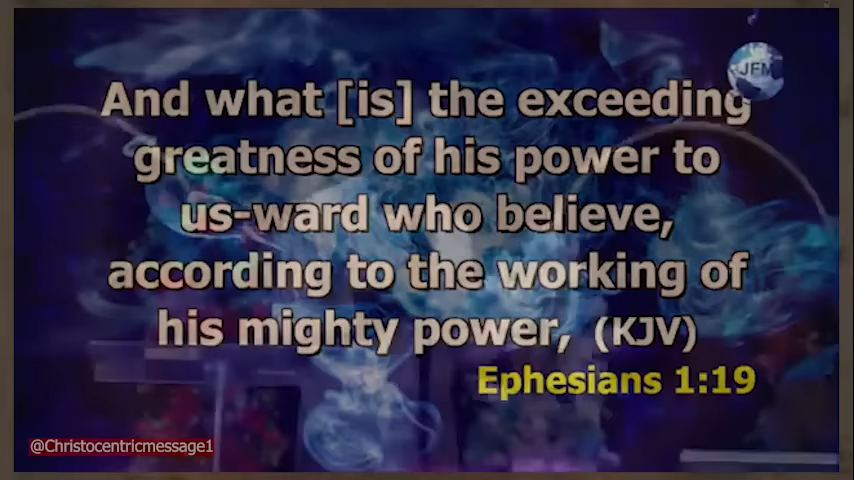 JFM
And what [is] the exceeding
greatness of his power to
us-ward who believe,
according to the working of
his mighty power, (KJV)
Ephesians 1:19
@Christocentricmessage1